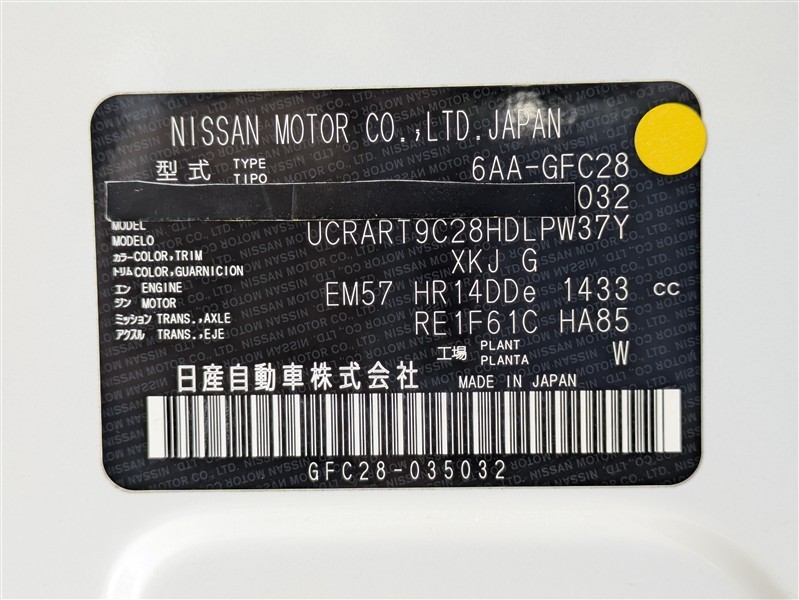 NISSAN MOTOR CO.,LTD.JAPAN
型式 TYPE TIPO 6AA-GFC28
032
MODEL MODELO UCRART9C28HDLPW37Y
カラー COLOR,TRIM XKJ G
トリム COLOR,GUARNICION
エンジン ENGINE MOTOR EM57 HR14DDe 1433 cc
ミッション TRANS.,AXLE RE1F61C HA85
アクスル TRANS.,EJE
工場 PLANT PLANTA W
日産自動車株式会社 MADE IN JAPAN
GFC28-035032